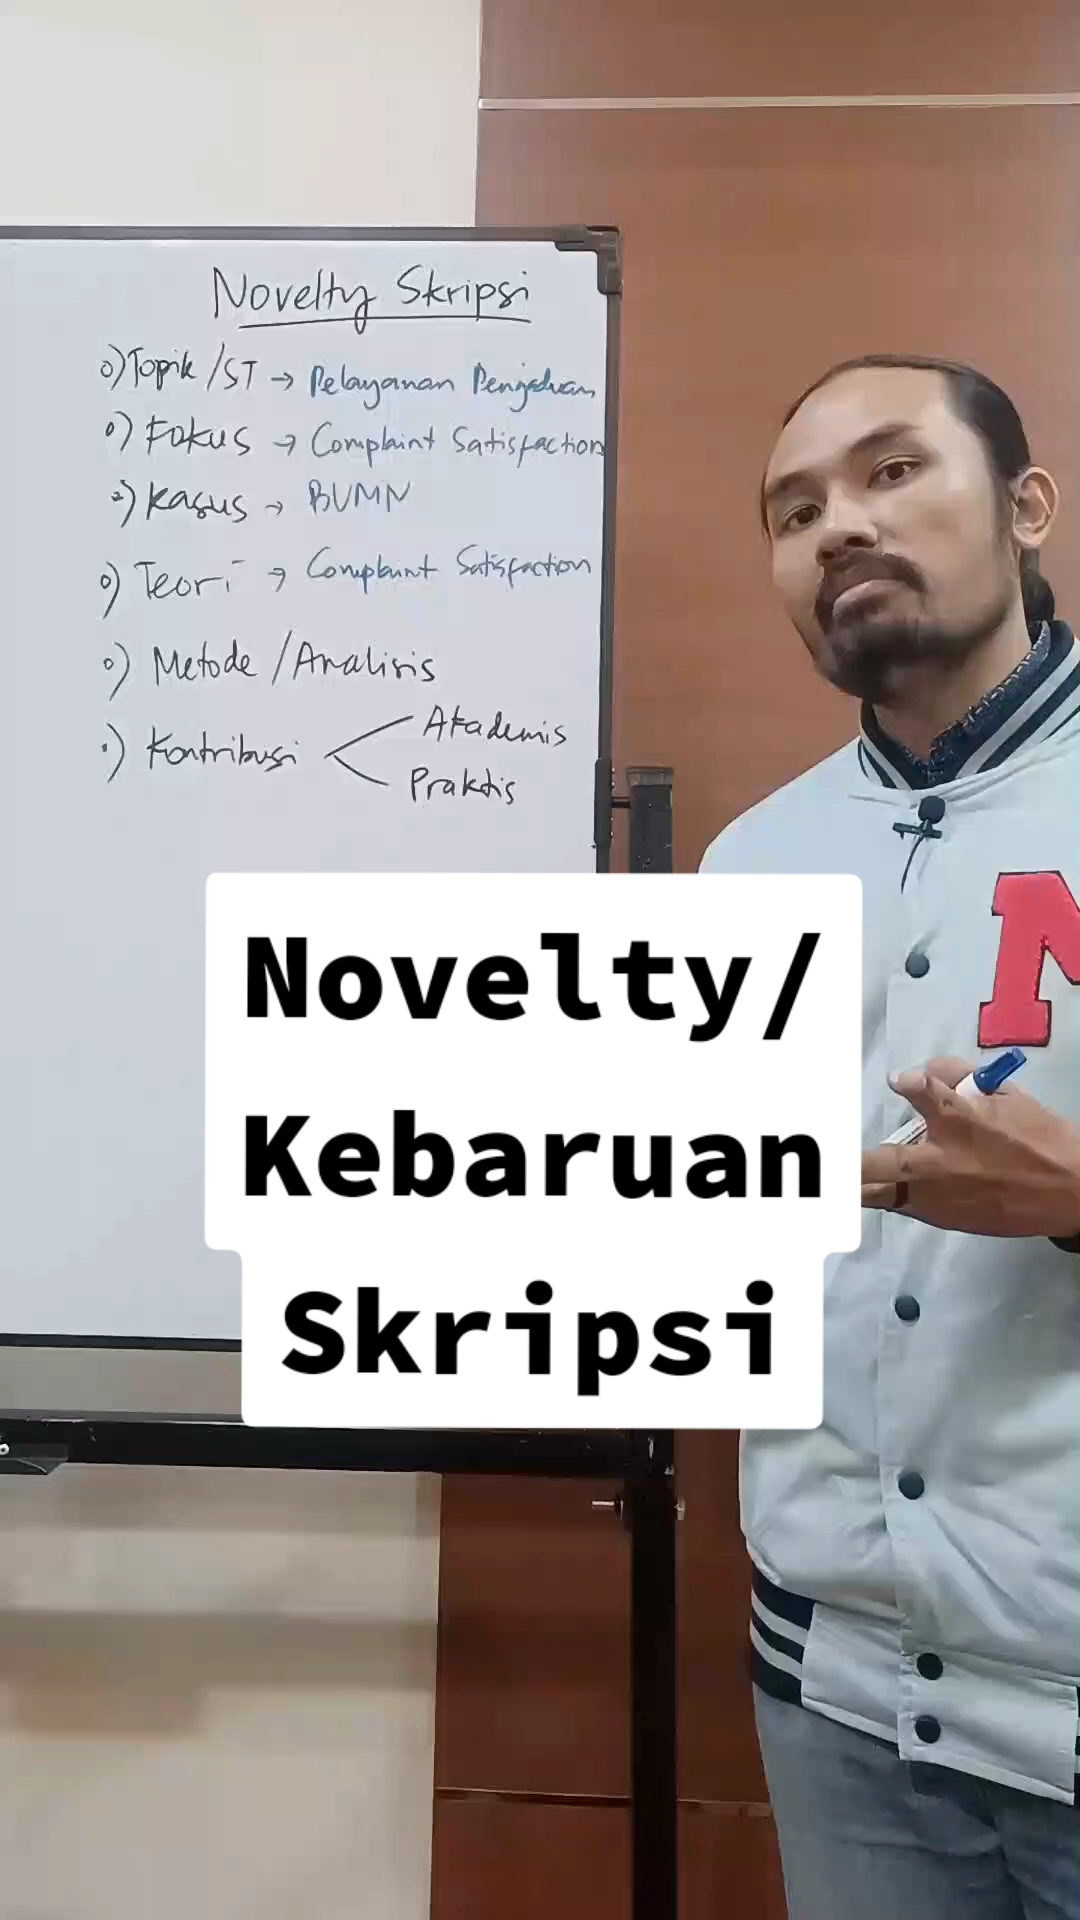 Novelty Skripsi
o) Topik /ST → Pelayanan Pengaduan
o) Fokus → Complaint Satisfaction
o) Kasus → BUMN
o) Teori → Complaint Satisfaction
o) Metode /Analisis
o) Kontribusi < Akademis
Praktis
N
Novelty/
Kebaruan
Skripsi